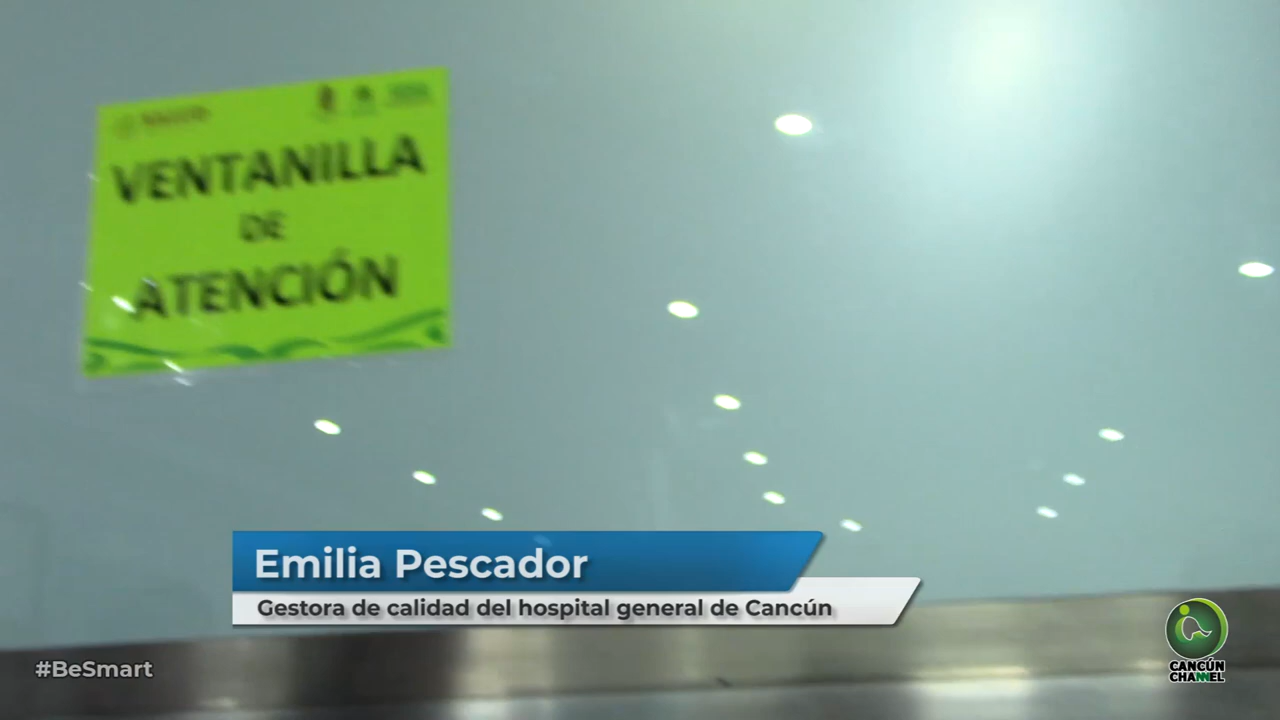 VENTANILLA
DE
ATENCIÓN
Emilia Pescador
Gestora de calidad del hospital general de Cancún
#BeSmart
CANCÚN
CHANNEL